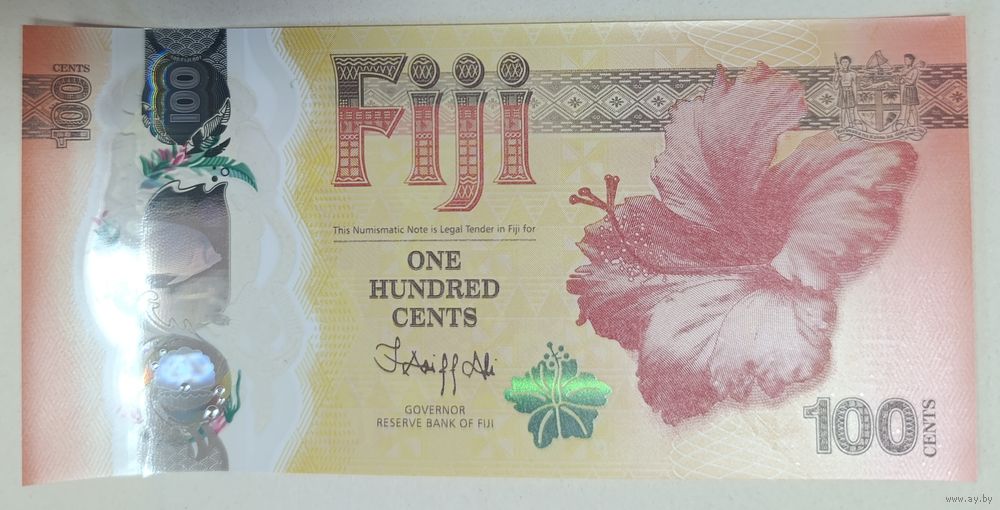 CENTS
100
100
Fiji
This Numismatic Note is Legal Tender in Fiji for
ONE
HUNDRED
CENTS
GOVERNOR
RESERVE BANK OF FIJI
100
CENTS
www.ay.by